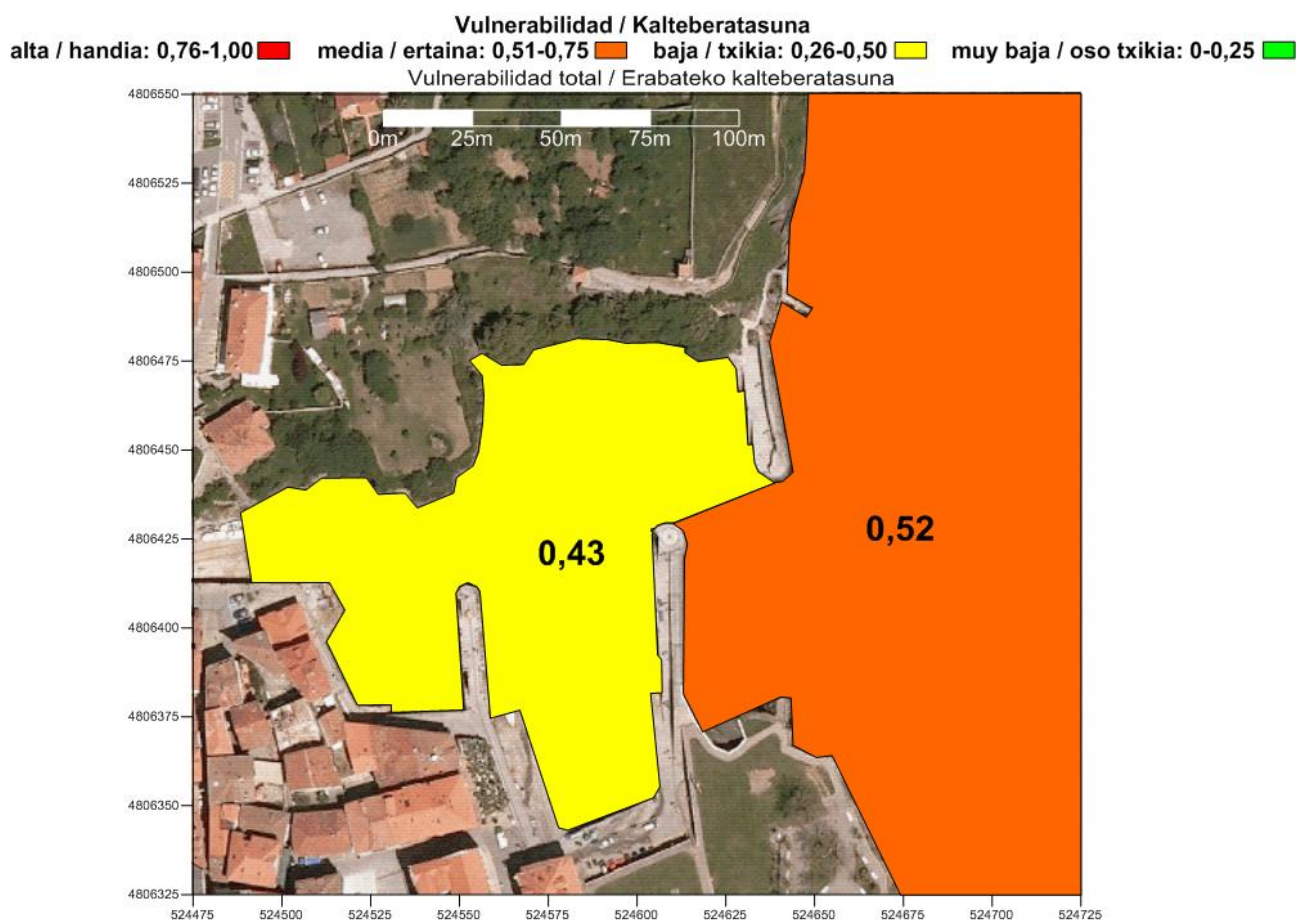 Vulnerabilidad / Kalteberatasuna
alta / handia: 0,76-1,00 media / ertaina: 0,51-0,75 baja / txikia: 0,26-0,50 muy baja / oso txikia: 0-0,25
Vulnerabilidad total / Erabateko kalteberatasuna
4806550
0m 25m 50m 75m 100m
4806525
4806500
4806475
4806450
4806425
0,43
0,52
4806400
4806375
4806350
4806325
524475 524500 524525 524550 524575 524600 524625 524650 524675 524700 524725